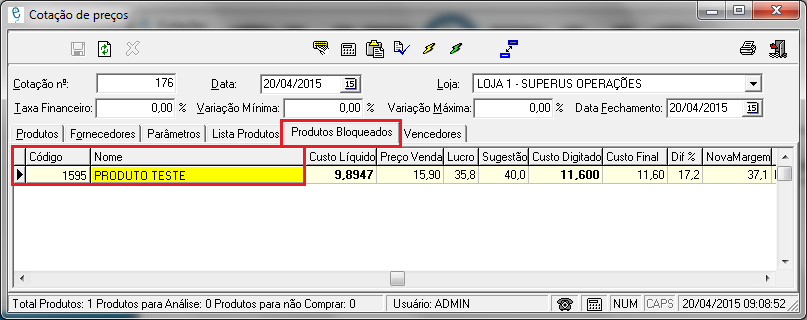 Cotação de preços
Cotação nº: 176 Data: 20/04/2015 15 Loja: LOJA 1 - SUPERUS OPERAÇÕES
Taxa Financeiro: 0,00 % Variação Mínima: 0,00 % Variação Máxima: 0,00 % Data Fechamento: 20/04/2015 15
Produtos Fornecedores Parâmetros Lista Produtos Produtos Bloqueados Vencedores
Código Nome Custo Líquido Preço Venda Lucro Sugestão Custo Digitado Custo Final Dif % NovaMargem
1595 PRODUTO TESTE 9,8947 15,90 35,8 40,0 11,600 11,60 17,2 37,1
Total Produtos: 1 Produtos para Análise: 0 Produtos para não Comprar: 0 Usuário: ADMIN NUM CAPS 20/04/2015 09:08:52